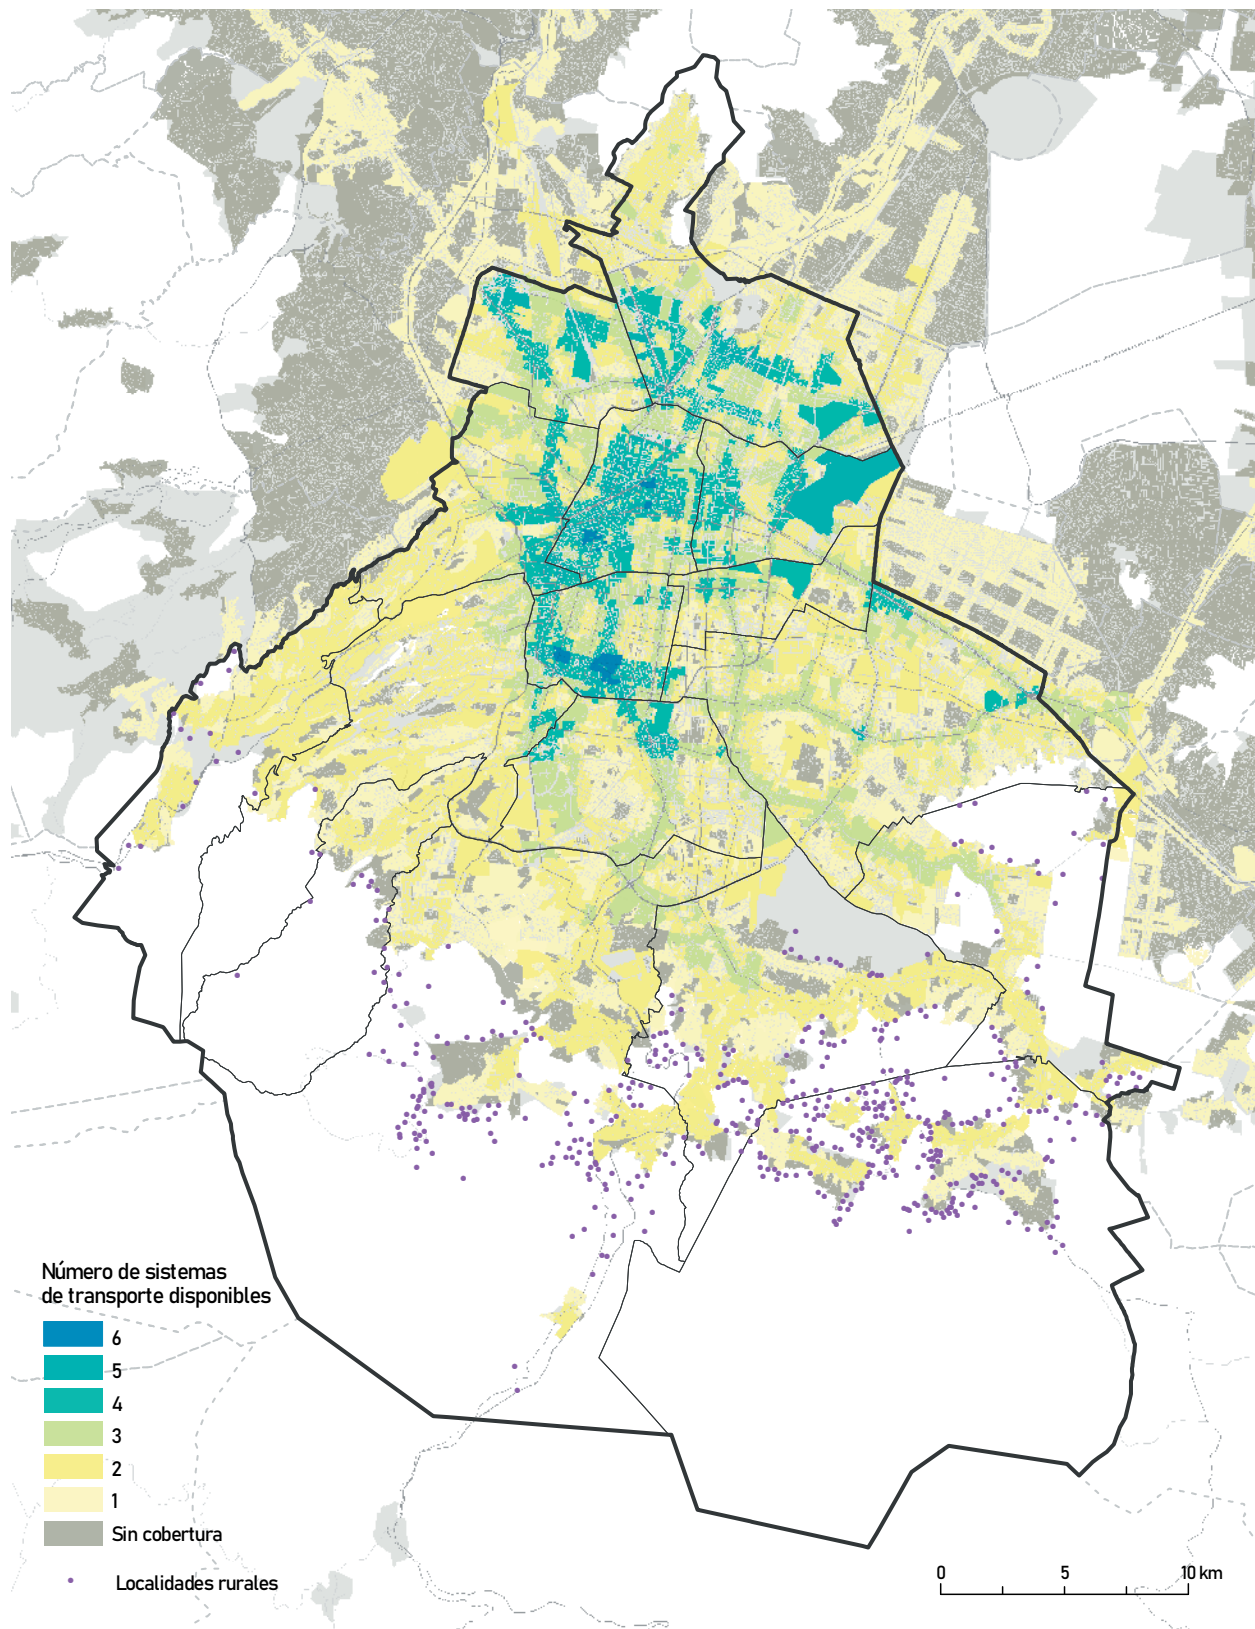 Número de sistemas
de transporte disponibles
6
5
4
3
2
1
Sin cobertura
Localidades rurales
0 5 10 km